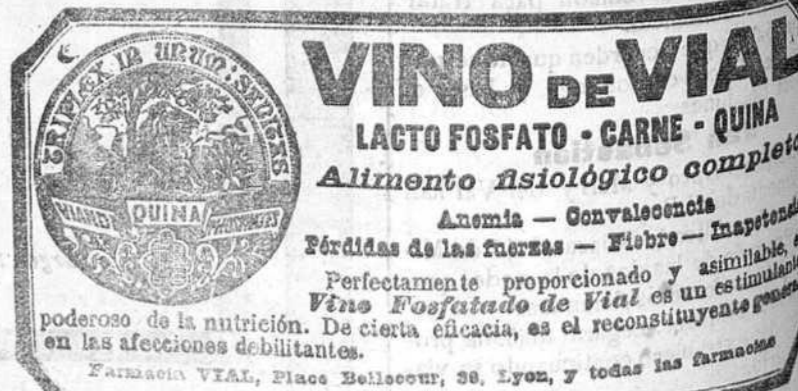 TRIPLEX IN UNUM: SANITAS
VIANDE QUINA PHOSPHATES
VINO DE VIAL
LACTO FOSFATO - CARNE - QUINA
Alimento fisiológico completo
Anemia — Convalecencia
Pérdidas de las fuerzas — Fiebre — Inapetencia
Perfectamente proporcionado y asimilable, e
Vino Fosfatado de Vial es un estimulante
poderoso de la nutrición. De cierta eficacia, es el reconstituyente general
en las afecciones debilitantes.
Farmacia VIAL, Place Bellecour, 36, Lyon, y todas las farmacias